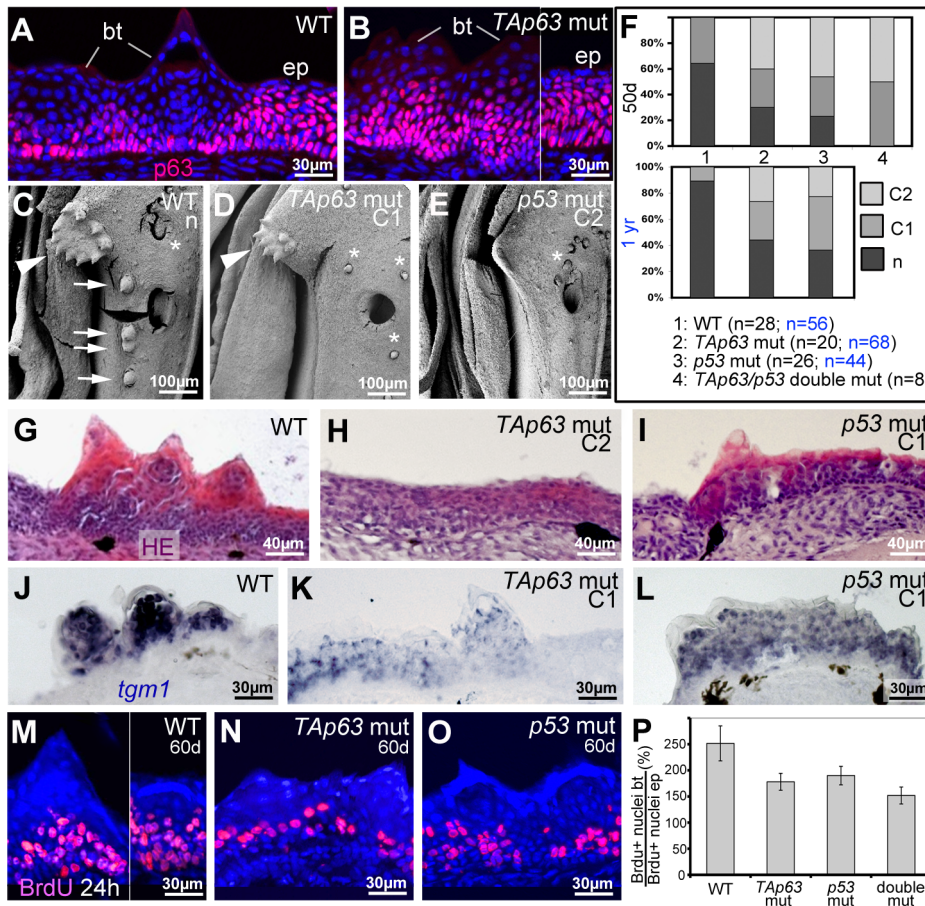 A
WT
bt
ep
p63
30µm
B
TAp63 mut
bt
ep
30µm
C
WT
n
*
100µm
D
TAp63 mut
C1
*
*
*
100µm
E
p53 mut
C2
*
100µm
F
50d
80%
60%
40%
20%
0%
1 2 3 4
1 yr
100%
80%
60%
40%
20%
0%
C2
C1
n
1: WT (n=28; n=56)
2: TAp63 mut (n=20; n=68)
3: p53 mut (n=26; n=44)
4: TAp63/p53 double mut (n=8
G
WT
HE
40µm
H
TAp63 mut
C2
40µm
I
p53 mut
C1
40µm
J
WT
tgm1
30µm
K
TAp63 mut
C1
30µm
L
p53 mut
C1
30µm
M
WT
60d
BrdU 24h
30µm
N
TAp63 mut
60d
30µm
O
p53 mut
60d
30µm
P
Brdu+ nuclei bt
Brdu+ nuclei ep
(%)
250
200
150
100
50
0
WT
TAp63
mut
p53
mut
double
mut